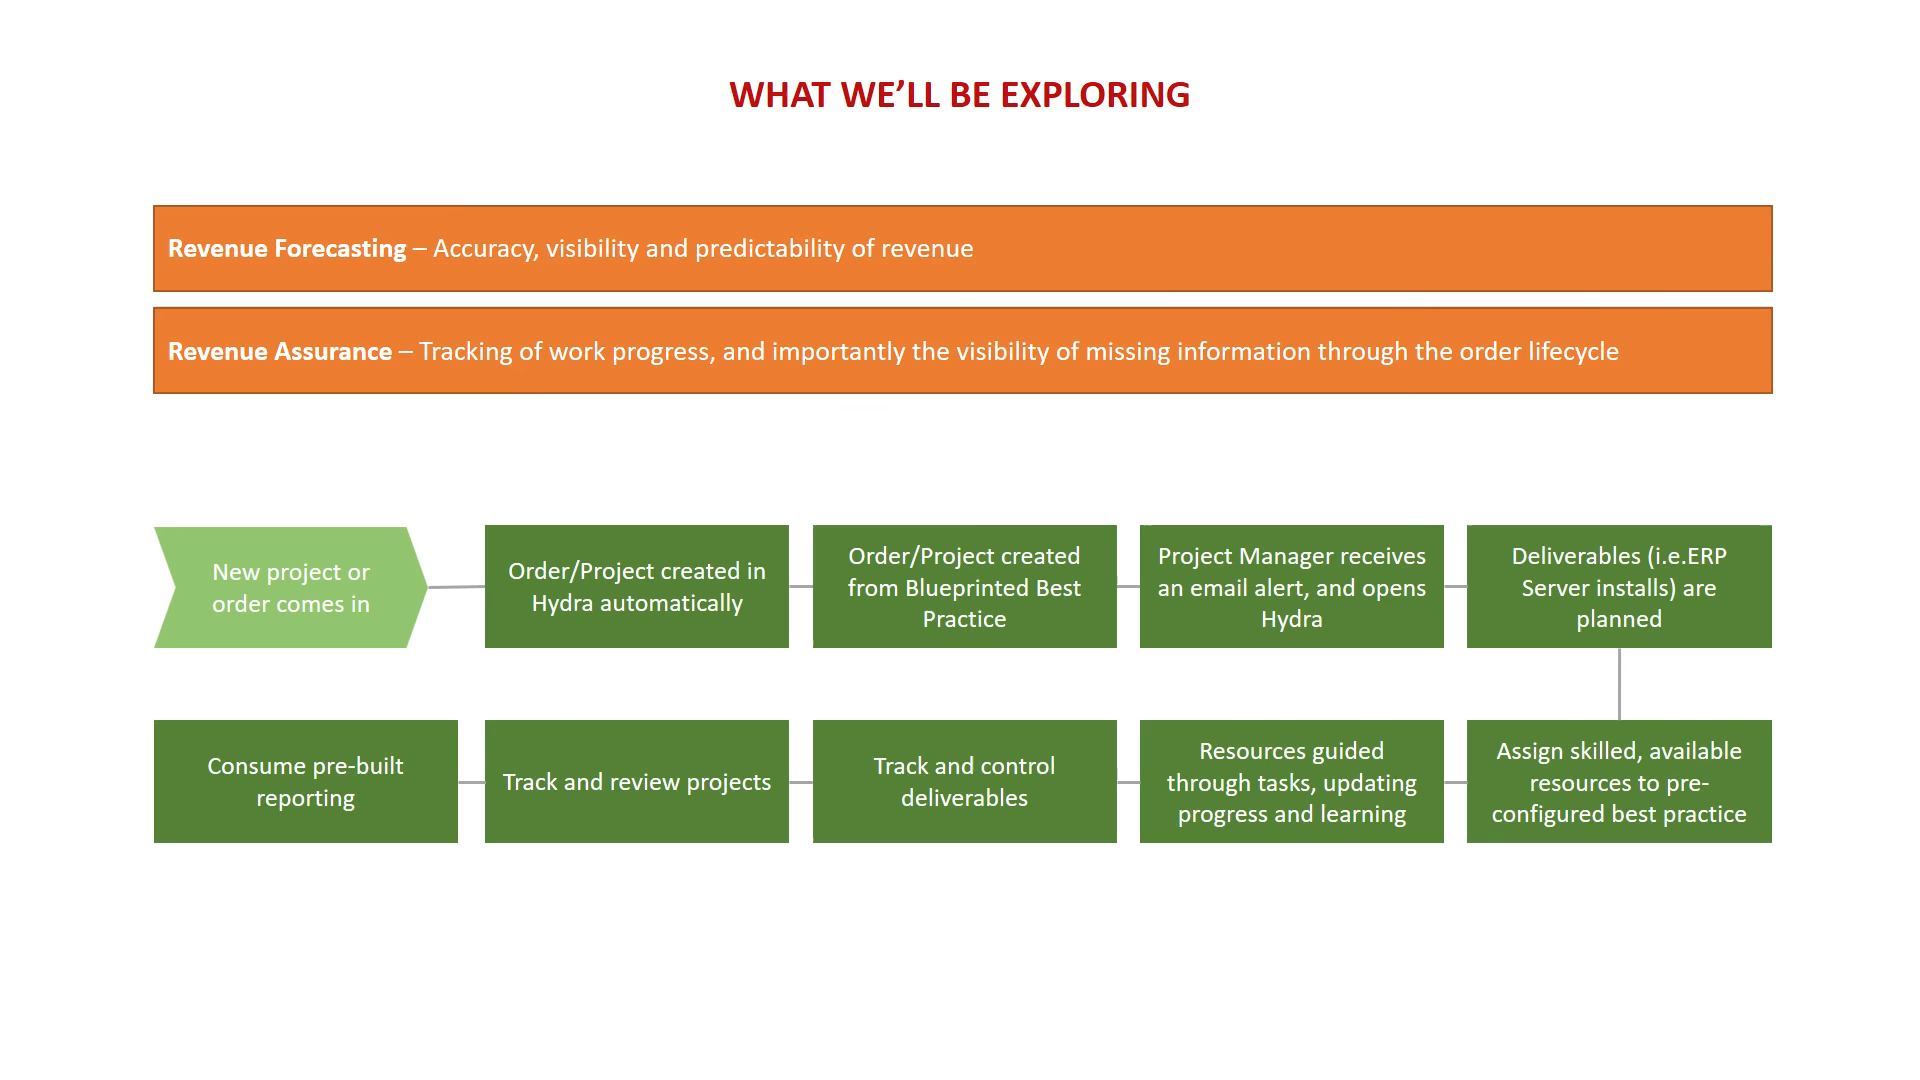 WHAT WE’LL BE EXPLORING
Revenue Forecasting – Accuracy, visibility and predictability of revenue
Revenue Assurance – Tracking of work progress, and importantly the visibility of missing information through the order lifecycle
New project or
order comes in
Order/Project created in
Hydra automatically
Order/Project created
from Blueprinted Best
Practice
Project Manager receives
an email alert, and opens
Hydra
Deliverables (i.e.ERP
Server installs) are
planned
Consume pre-built
reporting
Track and review projects
Track and control
deliverables
Resources guided
through tasks, updating
progress and learning
Assign skilled, available
resources to pre-
configured best practice